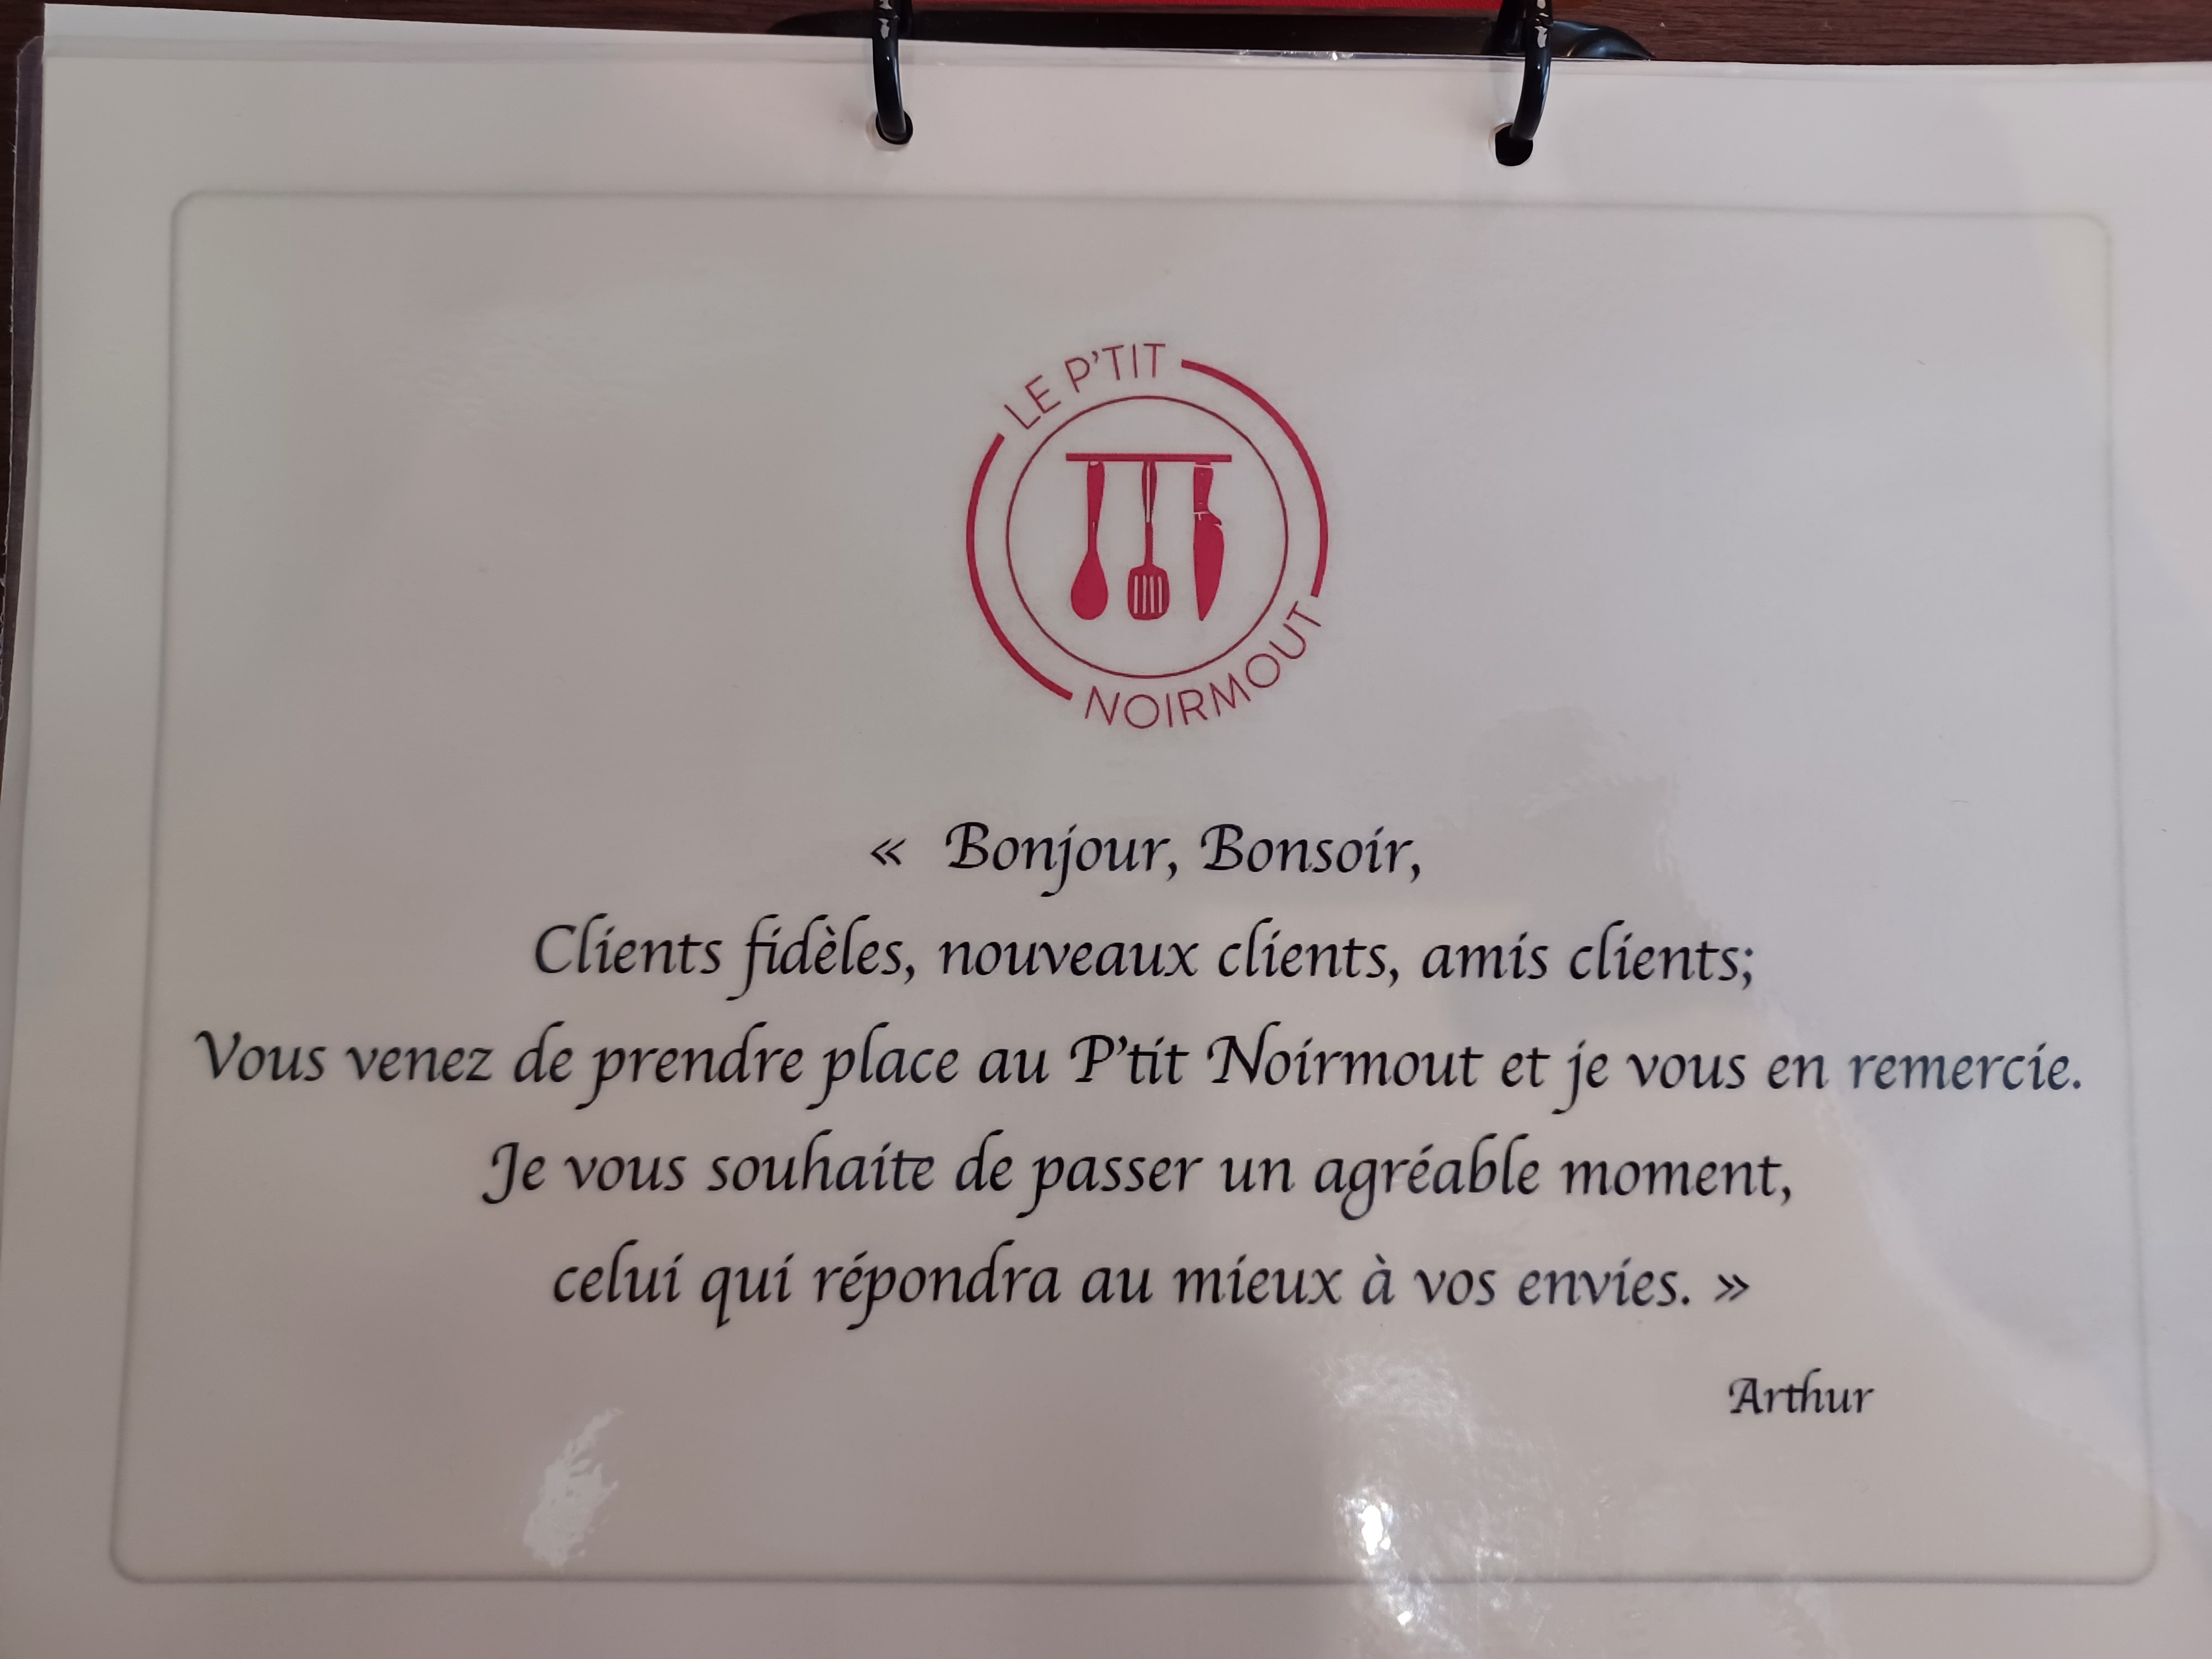 LE P'TIT
NOIRMOUT
« Bonjour, Bonsoir,
Clients fidèles, nouveaux clients, amis clients;
Vous venez de prendre place au P'tit Noirmout et je vous en remercie.
Je vous souhaite de passer un agréable moment,
celui qui répondra au mieux à vos envies. »
Arthur